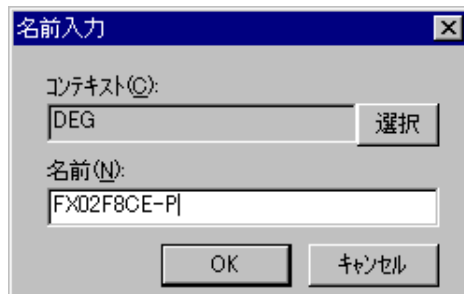 名前入力
コンテキスト(C):
DEG
選択
名前(N):
FX02F8CE-P
OK
キャンセル